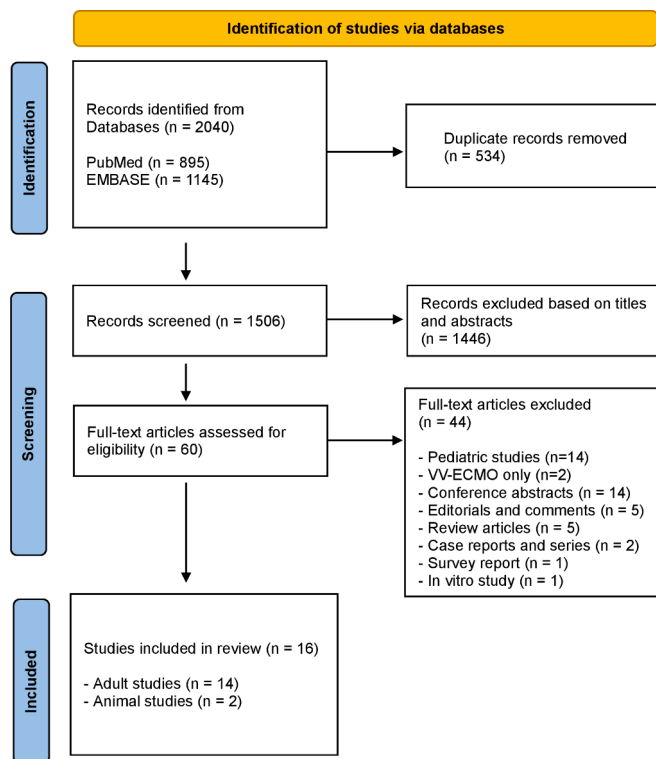 Identification of studies via databases
Identification
Records identified from
Databases (n = 2040)
PubMed (n = 895)
EMBASE (n = 1145)
Duplicate records removed
(n = 534)
Screening
Records screened (n = 1506)
Records excluded based on titles
and abstracts
(n = 1446)
Full-text articles assessed for
eligibility (n = 60)
Full-text articles excluded
(n = 44)
- Pediatric studies (n=14)
- VV-ECMO only (n=2)
- Conference abstracts (n = 14)
- Editorials and comments (n = 5)
- Review articles (n = 5)
- Case reports and series (n = 2)
- Survey report (n = 1)
- In vitro study (n = 1)
Included
Studies included in review (n = 16)
- Adult studies (n = 14)
- Animal studies (n = 2)